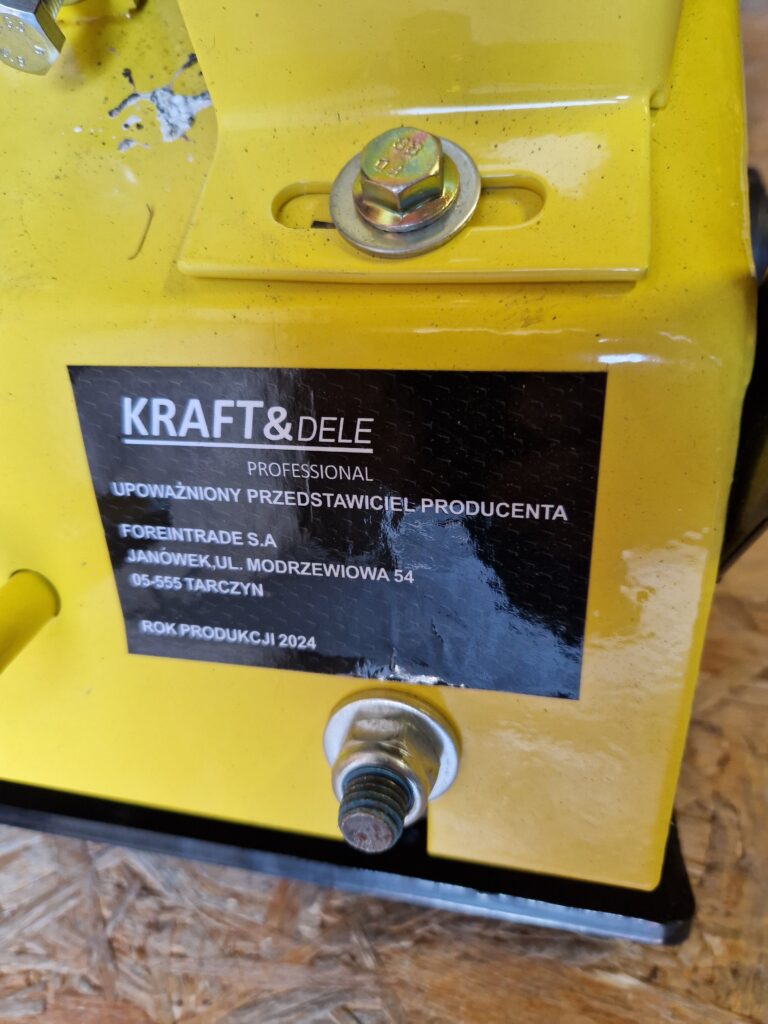 KRAFT&DELE
PROFESSIONAL
UPOWAŻNIONY PRZEDSTAWICIEL PRODUCENTA
FOREINTRADE S.A
JANÓWEK,UL. MODRZEWIOWA 54
05-555 TARCZYN
ROK PRODUKCJI 2024